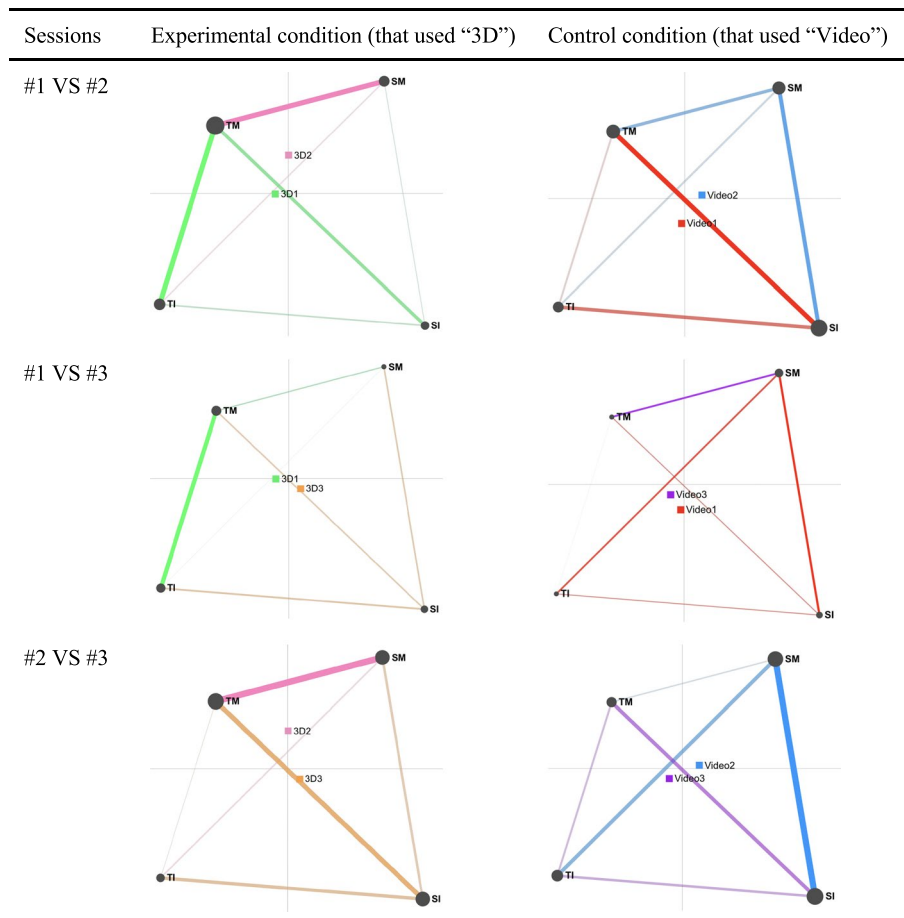 Sessions Experimental condition (that used “3D”) Control condition (that used “Video”)
#1 VS #2
SM
TM
3D2
3D1
TI
SI
SM
TM
Video2
Video1
TI
SI
#1 VS #3
SM
TM
3D1
3D3
TI
SI
SM
TM
Video3
Video1
TI
SI
#2 VS #3
SM
TM
3D2
3D3
TI
SI
SM
TM
Video2
Video3
TI
SI